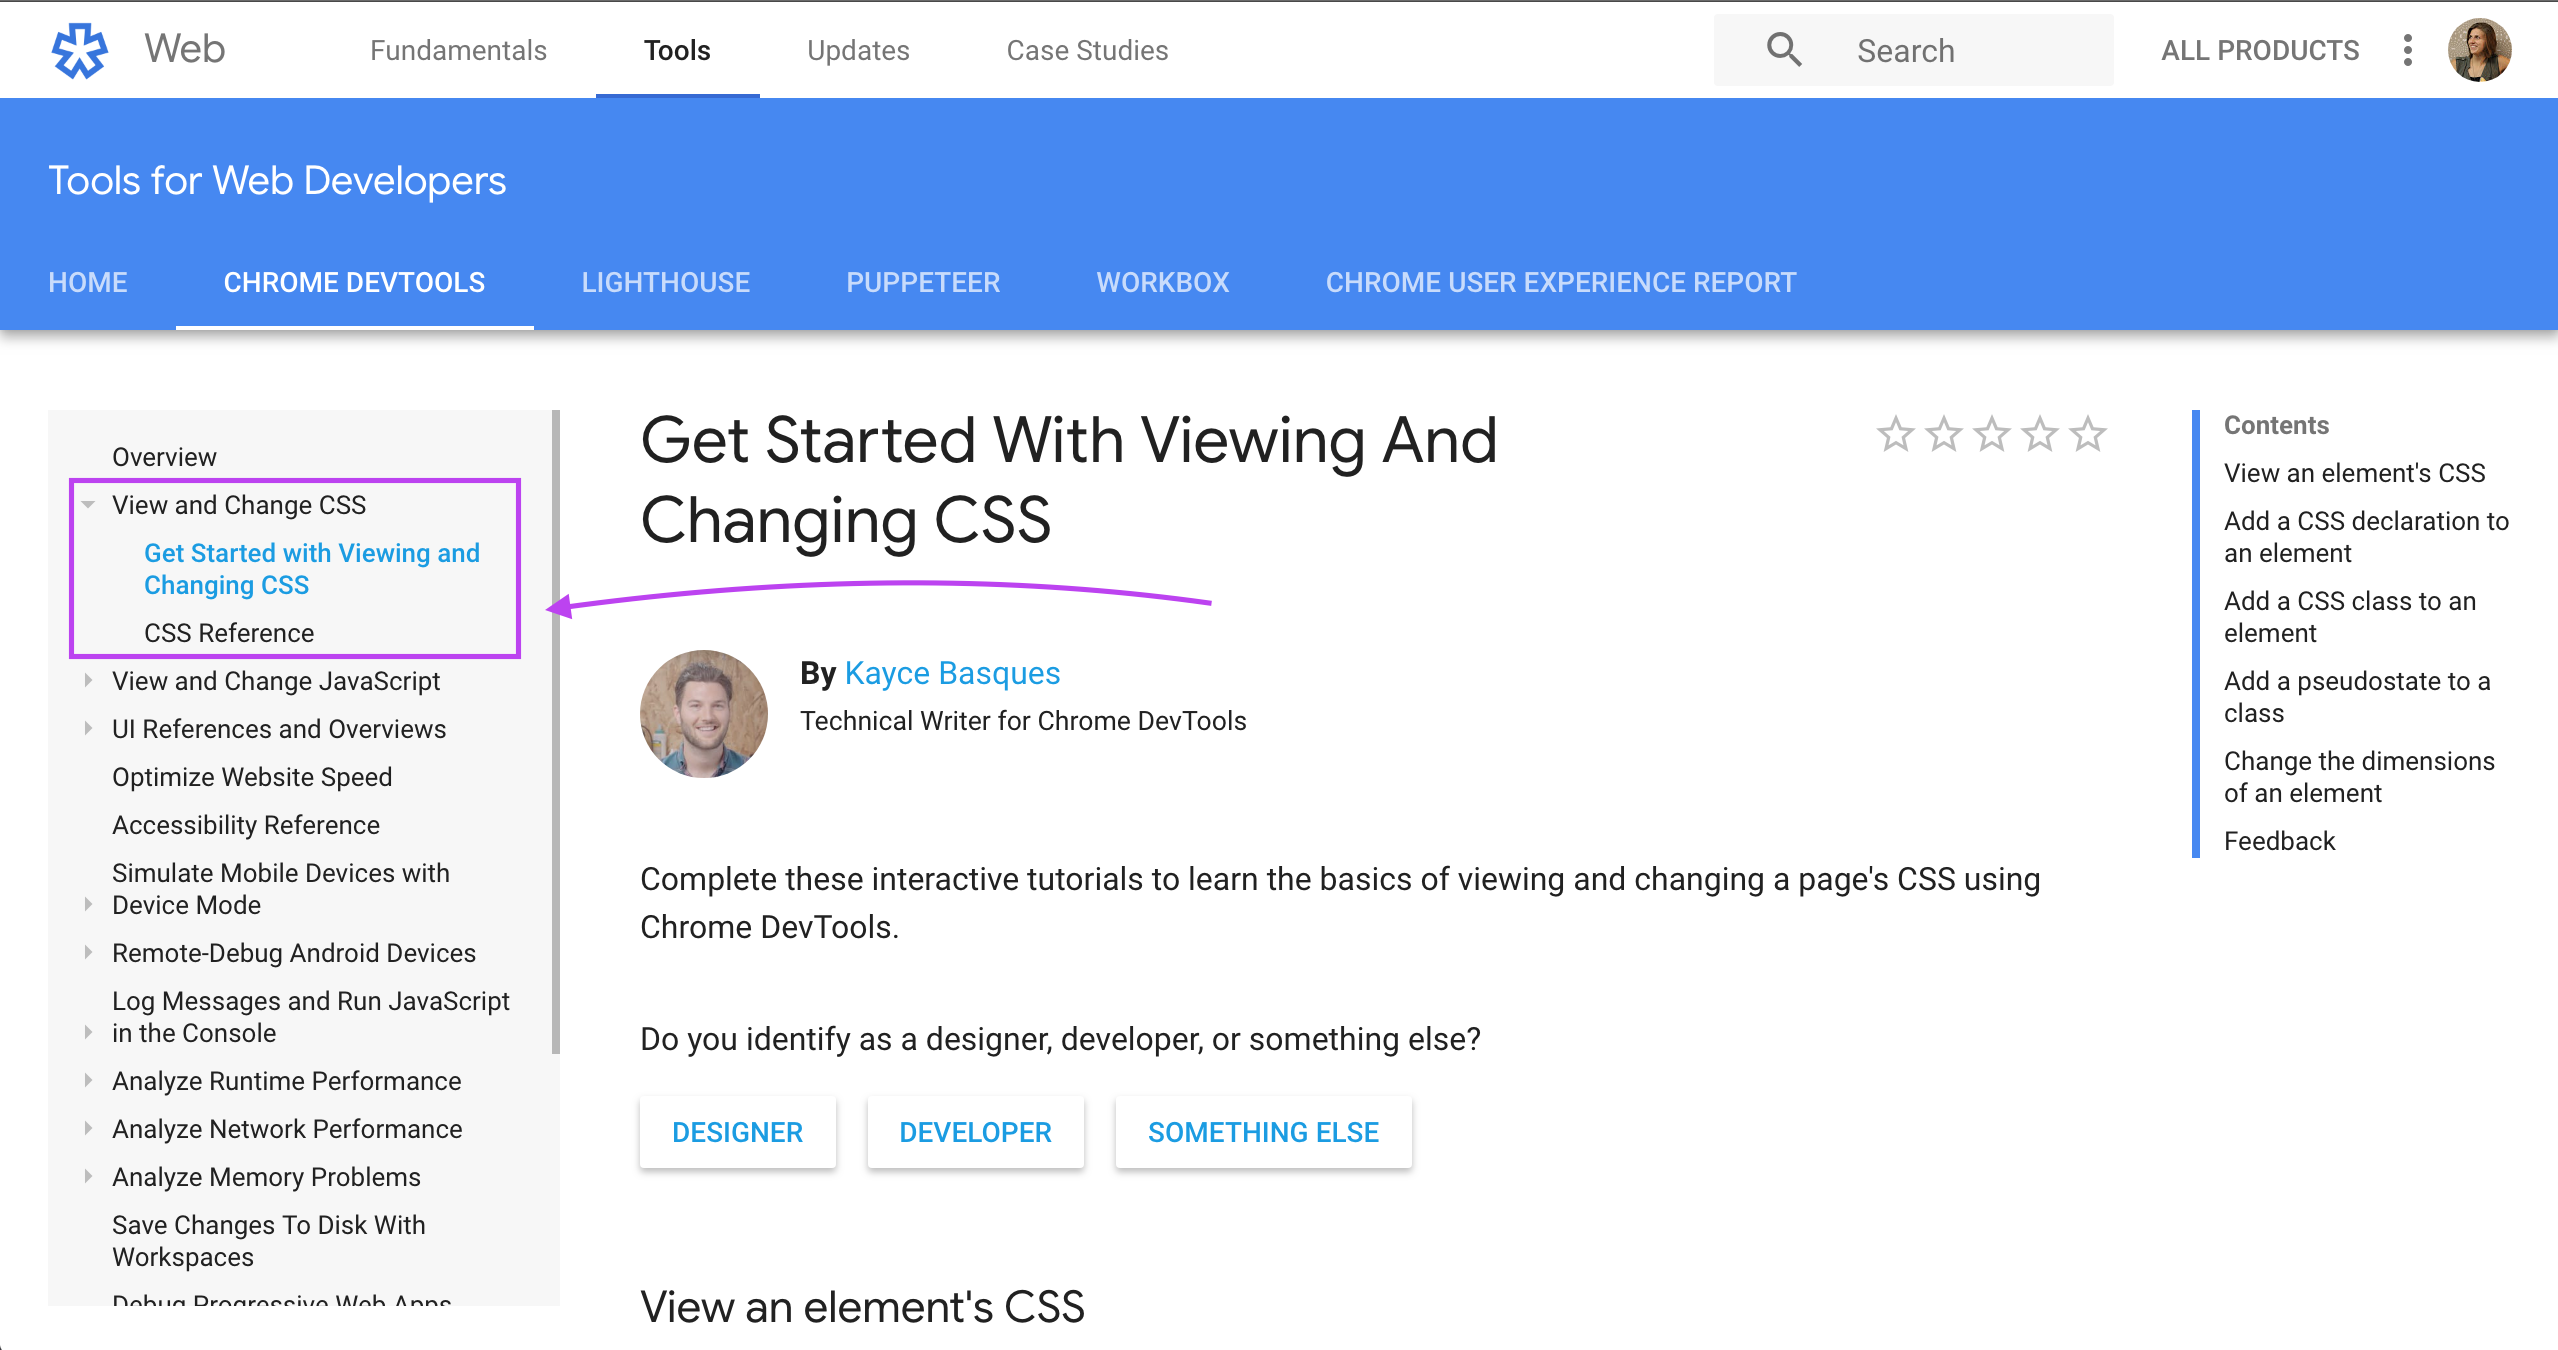 Web
Fundamentals
Tools
Updates
Case Studies
Search
ALL PRODUCTS
Tools for Web Developers
HOME
CHROME DEVTOOLS
LIGHTHOUSE
PUPPETEER
WORKBOX
CHROME USER EXPERIENCE REPORT
Overview
View and Change CSS
Get Started with Viewing and
Changing CSS
CSS Reference
View and Change JavaScript
UI References and Overviews
Optimize Website Speed
Accessibility Reference
Simulate Mobile Devices with
Device Mode
Remote-Debug Android Devices
Log Messages and Run JavaScript
in the Console
Analyze Runtime Performance
Analyze Network Performance
Analyze Memory Problems
Save Changes To Disk With
Workspaces
Debug Progressive Web Apps
Get Started With Viewing And
Changing CSS
By Kayce Basques
Technical Writer for Chrome DevTools
Complete these interactive tutorials to learn the basics of viewing and changing a page's CSS using
Chrome DevTools.
Do you identify as a designer, developer, or something else?
DESIGNER
DEVELOPER
SOMETHING ELSE
View an element's CSS
Contents
View an element's CSS
Add a CSS declaration to
an element
Add a CSS class to an
element
Add a pseudostate to a
class
Change the dimensions
of an element
Feedback